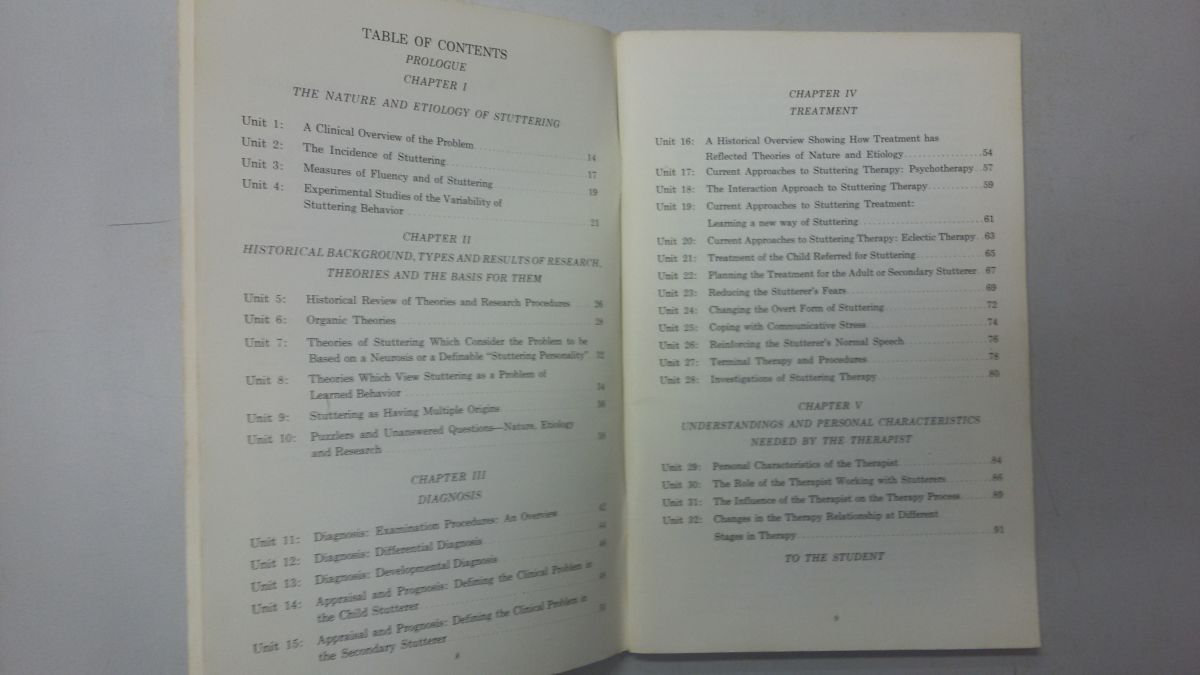 TABLE OF CONTENTS
PROLOGUE
CHAPTER I
THE NATURE AND ETIOLOGY OF STUTTERING
Unit 1: A Clinical Overview of the Problem 14
Unit 2: The Incidence of Stuttering 17
Unit 3: Measures of Fluency and of Stuttering 19
Unit 4: Experimental Studies of the Variability of
Stuttering Behavior 21
CHAPTER II
HISTORICAL BACKGROUND, TYPES AND RESULTS OF RESEARCH,
THEORIES AND THE BASIS FOR THEM
Unit 5: Historical Review of Theories and Research Procedures 26
Unit 6: Organic Theories 29
Unit 7: Theories of Stuttering Which Consider the Problem to be
Based on a Neurosis or a Definable "Stuttering Personality" 32
Unit 8: Theories Which View Stuttering as a Problem of
Learned Behavior 34
Unit 9: Stuttering as Having Multiple Origins
Unit 10: Puzzlers and Unanswered Questions—Nature, Etiology
and Research
CHAPTER III
DIAGNOSIS
Unit 11: Diagnosis: Examination Procedures: An Overview 42
Unit 12: Diagnosis: Differential Diagnosis
Unit 13: Diagnosis: Developmental Diagnosis
Unit 14: Appraisal and Prognosis: Defining the Clinical Problem in
the Child Stutterer
Unit 15: Appraisal and Prognosis: Defining the Clinical Problem in
the Secondary Stutterer
8
CHAPTER IV
TREATMENT
Unit 16: A Historical Overview Showing How Treatment has
Reflected Theories of Nature and Etiology 54
Unit 17: Current Approaches to Stuttering Therapy: Psychotherapy 57
Unit 18: The Interaction Approach to Stuttering Therapy 59
Unit 19: Current Approaches to Stuttering Treatment:
Learning a new way of Stuttering 61
Unit 20: Current Approaches to Stuttering Therapy: Eclectic Therapy 63
Unit 21: Treatment of the Child Referred for Stuttering 65
Unit 22: Planning the Treatment for the Adult or Secondary Stutterer 67
Unit 23: Reducing the Stutterer's Fears 69
Unit 24: Changing the Overt Form of Stuttering 72
Unit 25: Coping with Communicative Stress 74
Unit 26: Reinforcing the Stutterer's Normal Speech 76
Unit 27: Terminal Therapy and Procedures 78
Unit 28: Investigations of Stuttering Therapy 80
CHAPTER V
UNDERSTANDINGS AND PERSONAL CHARACTERISTICS
NEEDED BY THE THERAPIST
Unit 29: Personal Characteristics of the Therapist 84
Unit 30: The Role of the Therapist Working with Stutterers 86
Unit 31: The Influence of the Therapist on the Therapy Process 89
Unit 32: Changes in the Therapy Relationship at Different
Stages in Therapy 91
TO THE STUDENT
9